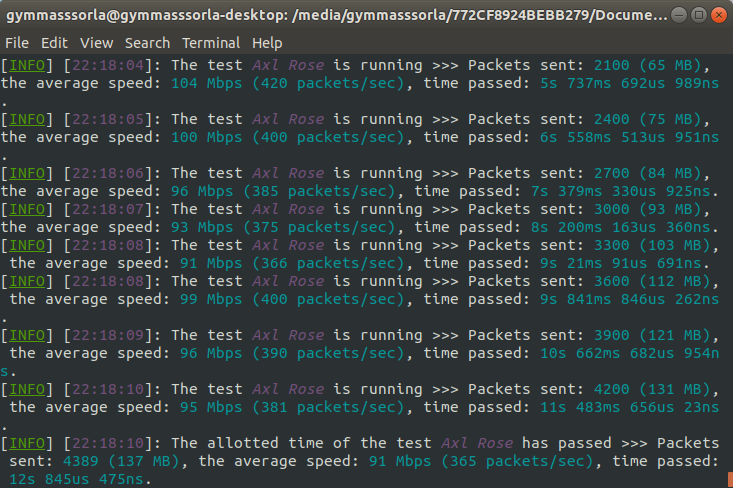 gymmasssorla@gymmasssorla-desktop: /media/gymmasssorla/772CF8924BEBB279/Docume...
File Edit View Search Terminal Help
[INFO] [22:18:04]: The test Axl Rose is running >>> Packets sent: 2100 (65 MB),
the average speed: 104 Mbps (420 packets/sec), time passed: 5s 737ms 692us 989ns
.
[INFO] [22:18:05]: The test Axl Rose is running >>> Packets sent: 2400 (75 MB),
the average speed: 100 Mbps (400 packets/sec), time passed: 6s 558ms 513us 951ns
.
[INFO] [22:18:06]: The test Axl Rose is running >>> Packets sent: 2700 (84 MB),
the average speed: 96 Mbps (385 packets/sec), time passed: 7s 379ms 330us 925ns.
[INFO] [22:18:07]: The test Axl Rose is running >>> Packets sent: 3000 (93 MB),
the average speed: 93 Mbps (375 packets/sec), time passed: 8s 200ms 163us 360ns.
[INFO] [22:18:08]: The test Axl Rose is running >>> Packets sent: 3300 (103 MB),
the average speed: 91 Mbps (366 packets/sec), time passed: 9s 21ms 91us 691ns.
[INFO] [22:18:08]: The test Axl Rose is running >>> Packets sent: 3600 (112 MB),
the average speed: 99 Mbps (400 packets/sec), time passed: 9s 841ms 846us 262ns
.
[INFO] [22:18:09]: The test Axl Rose is running >>> Packets sent: 3900 (121 MB),
the average speed: 96 Mbps (390 packets/sec), time passed: 10s 662ms 682us 954n
s.
[INFO] [22:18:10]: The test Axl Rose is running >>> Packets sent: 4200 (131 MB),
the average speed: 95 Mbps (381 packets/sec), time passed: 11s 483ms 656us 23ns
.
[INFO] [22:18:10]: The allotted time of the test Axl Rose has passed >>> Packets
sent: 4389 (137 MB), the average speed: 91 Mbps (365 packets/sec), time passed:
12s 845us 475ns.